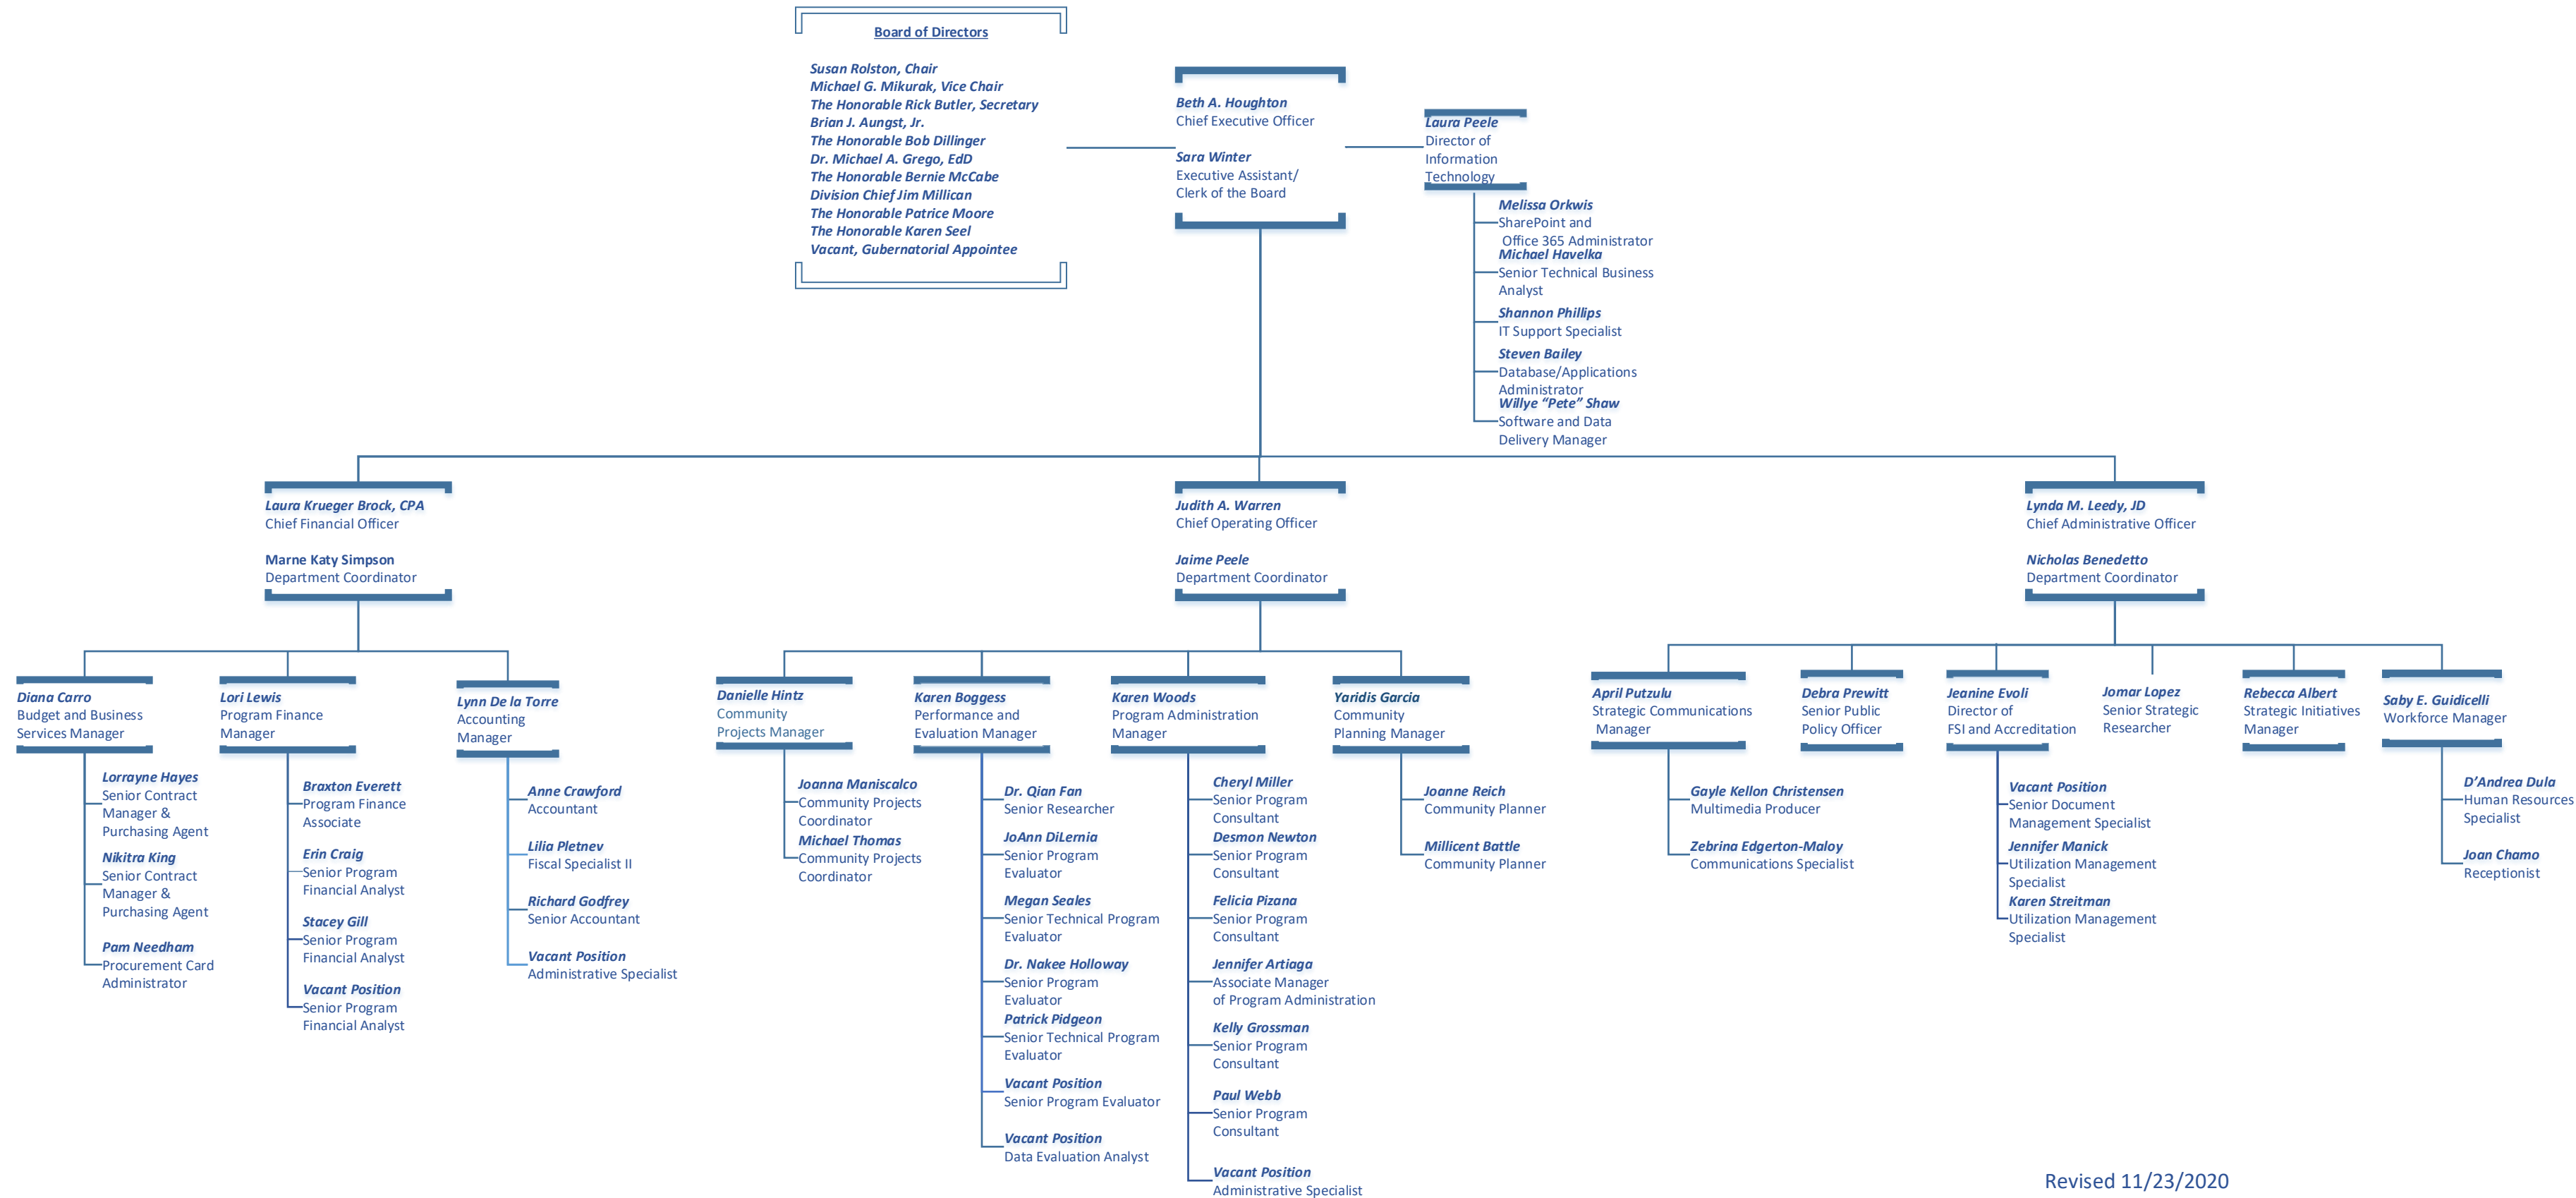 Board of Directors
Susan Rolston, Chair
Michael G. Mikurak, Vice Chair
The Honorable Rick Butler, Secretary
Brian J. Aungst, Jr.
The Honorable Bob Dillinger
Dr. Michael A. Grego, EdD
The Honorable Bernie McCabe
Division Chief Jim Millican
The Honorable Patrice Moore
The Honorable Karen Seel
Vacant, Gubernatorial Appointee
Beth A. Houghton
Chief Executive Officer
Sara Winter
Executive Assistant/
Clerk of the Board
Laura Peele
Director of
Information
Technology
Melissa Orkwis
SharePoint and
Office 365 Administrator
Michael Havelka
Senior Technical Business
Analyst
Shannon Phillips
IT Support Specialist
Steven Bailey
Database/Applications
Administrator
Willye “Pete” Shaw
Software and Data
Delivery Manager
Laura Krueger Brock, CPA
Chief Financial Officer
Marne Katy Simpson
Department Coordinator
Judith A. Warren
Chief Operating Officer
Jaime Peele
Department Coordinator
Lynda M. Leedy, JD
Chief Administrative Officer
Nicholas Benedetto
Department Coordinator
Diana Carro
Budget and Business
Services Manager
Lorrayne Hayes
Senior Contract
Manager &
Purchasing Agent
Nikitra King
Senior Contract
Manager &
Purchasing Agent
Pam Needham
Procurement Card
Administrator
Lori Lewis
Program Finance
Manager
Braxton Everett
Program Finance
Associate
Erin Craig
Senior Program
Financial Analyst
Stacey Gill
Senior Program
Financial Analyst
Vacant Position
Senior Program
Financial Analyst
Lynn De la Torre
Accounting
Manager
Anne Crawford
Accountant
Lilia Pletnev
Fiscal Specialist II
Richard Godfrey
Senior Accountant
Vacant Position
Administrative Specialist
Danielle Hintz
Community
Projects Manager
Joanna Maniscalco
Community Projects
Coordinator
Michael Thomas
Community Projects
Coordinator
Karen Boggess
Performance and
Evaluation Manager
Dr. Qian Fan
Senior Researcher
JoAnn DiLernia
Senior Program
Evaluator
Megan Seales
Senior Technical Program
Evaluator
Dr. Nakee Holloway
Senior Program
Evaluator
Patrick Pidgeon
Senior Technical Program
Evaluator
Vacant Position
Senior Program Evaluator
Vacant Position
Data Evaluation Analyst
Karen Woods
Program Administration
Manager
Cheryl Miller
Senior Program
Consultant
Desmon Newton
Senior Program
Consultant
Felicia Pizana
Senior Program
Consultant
Jennifer Artiaga
Associate Manager
of Program Administration
Kelly Grossman
Senior Program
Consultant
Paul Webb
Senior Program
Consultant
Vacant Position
Administrative Specialist
Yaridis Garcia
Community
Planning Manager
Joanne Reich
Community Planner
Millicent Battle
Community Planner
April Putzulu
Strategic Communications
Manager
Gayle Kellon Christensen
Multimedia Producer
Zebrina Edgerton-Maloy
Communications Specialist
Debra Prewitt
Senior Public
Policy Officer
Jeanine Evoli
Director of
FSI and Accreditation
Vacant Position
Senior Document
Management Specialist
Jennifer Manick
Utilization Management
Specialist
Karen Streitman
Utilization Management
Specialist
Jomar Lopez
Senior Strategic
Researcher
Rebecca Albert
Strategic Initiatives
Manager
Saby E. Guidicelli
Workforce Manager
D’Andrea Dula
Human Resources
Specialist
Joan Chamo
Receptionist
Revised 11/23/2020